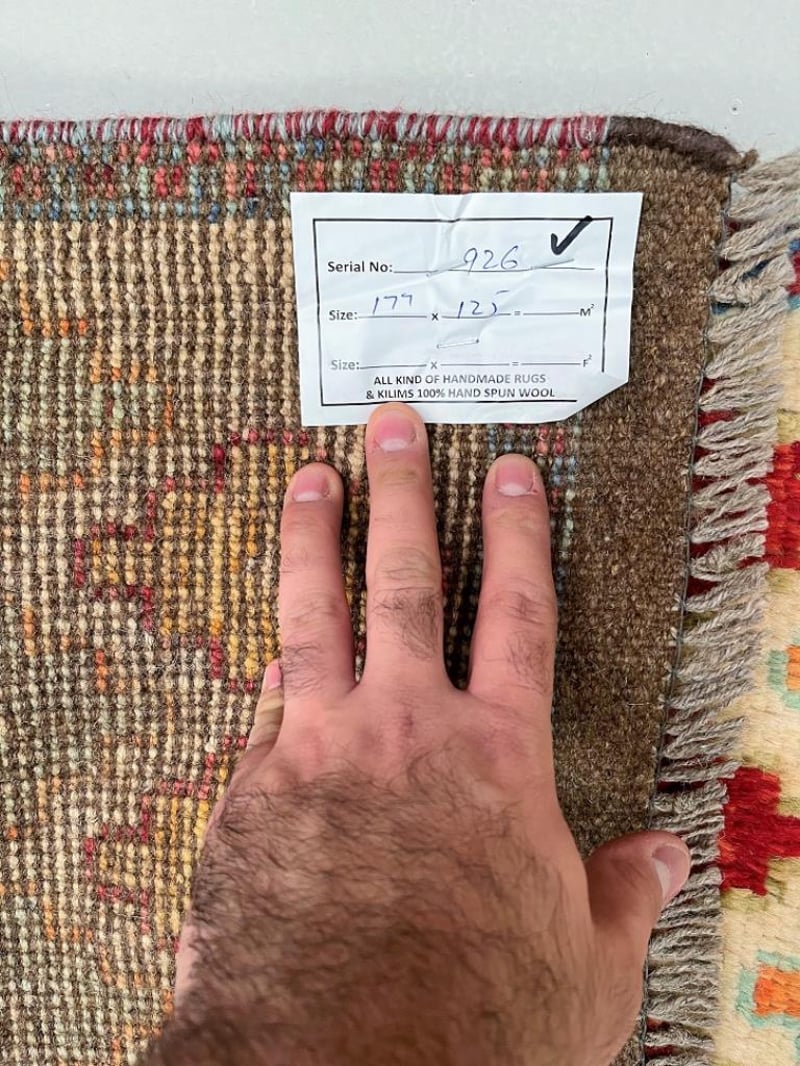 Serial No: 926 ✓
Size: 177 x 125 = M²
Size: x = F²
ALL KIND OF HANDMADE RUGS
& KILIMS 100% HAND SPUN WOOL